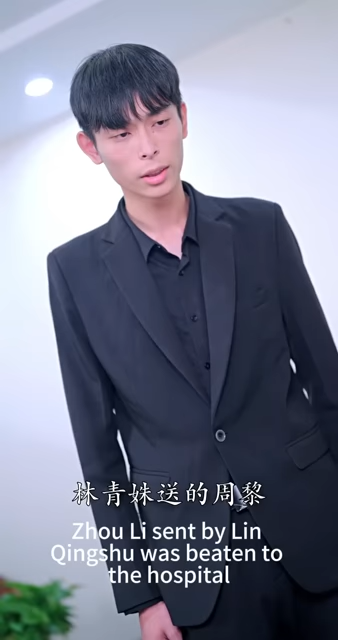 林青姝送的周黎
Zhou Li sent by Lin
Qingshu was beaten to
the hospital